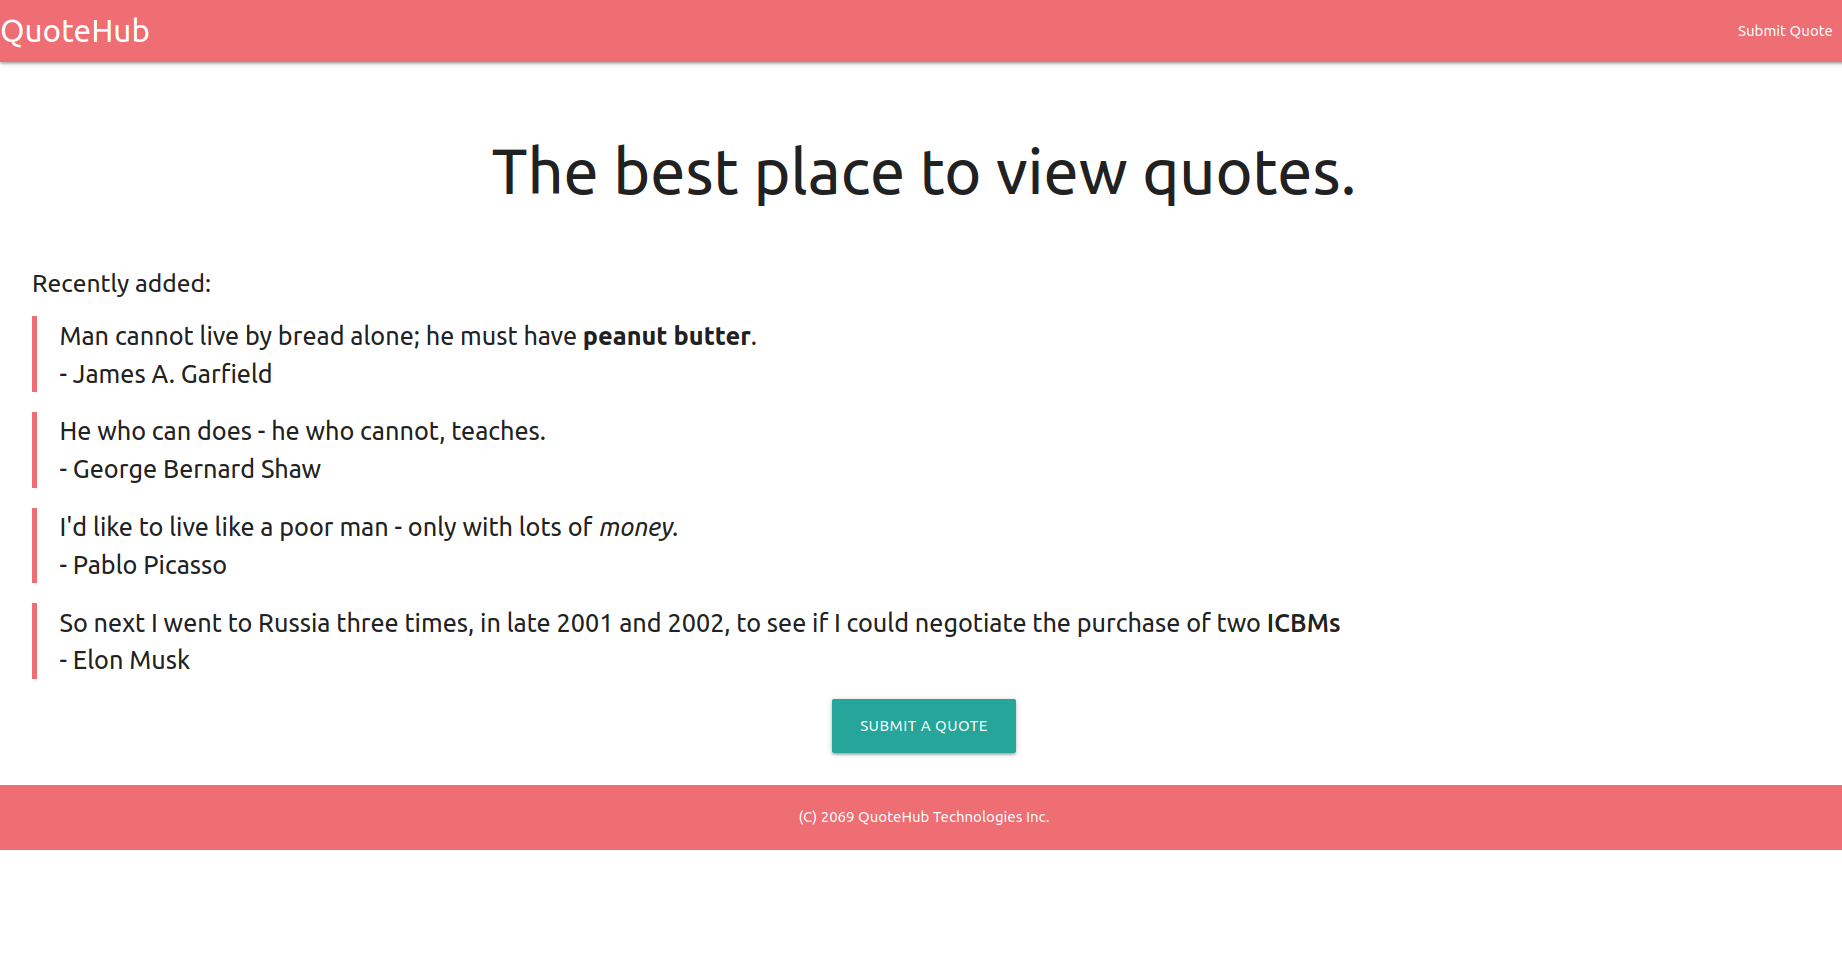 QuoteHub
Submit Quote
The best place to view quotes.
Recently added:
Man cannot live by bread alone; he must have peanut butter.
- James A. Garfield
He who can does - he who cannot, teaches.
- George Bernard Shaw
I'd like to live like a poor man - only with lots of money.
- Pablo Picasso
So next I went to Russia three times, in late 2001 and 2002, to see if I could negotiate the purchase of two ICBMs
- Elon Musk
SUBMIT A QUOTE
(C) 2069 QuoteHub Technologies Inc.